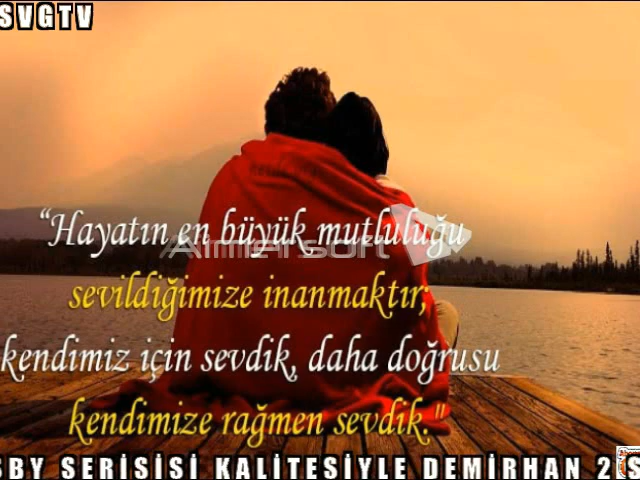 SVGTV
“Hayatın en büyük mutluluğu
sevildiğimize inanmaktır;
kendimiz için sevdik, daha doğrusu
kendimize rağmen sevdik."
SBY SERİSİSİ KALİTESİYLE DEMİRHAN 2 S